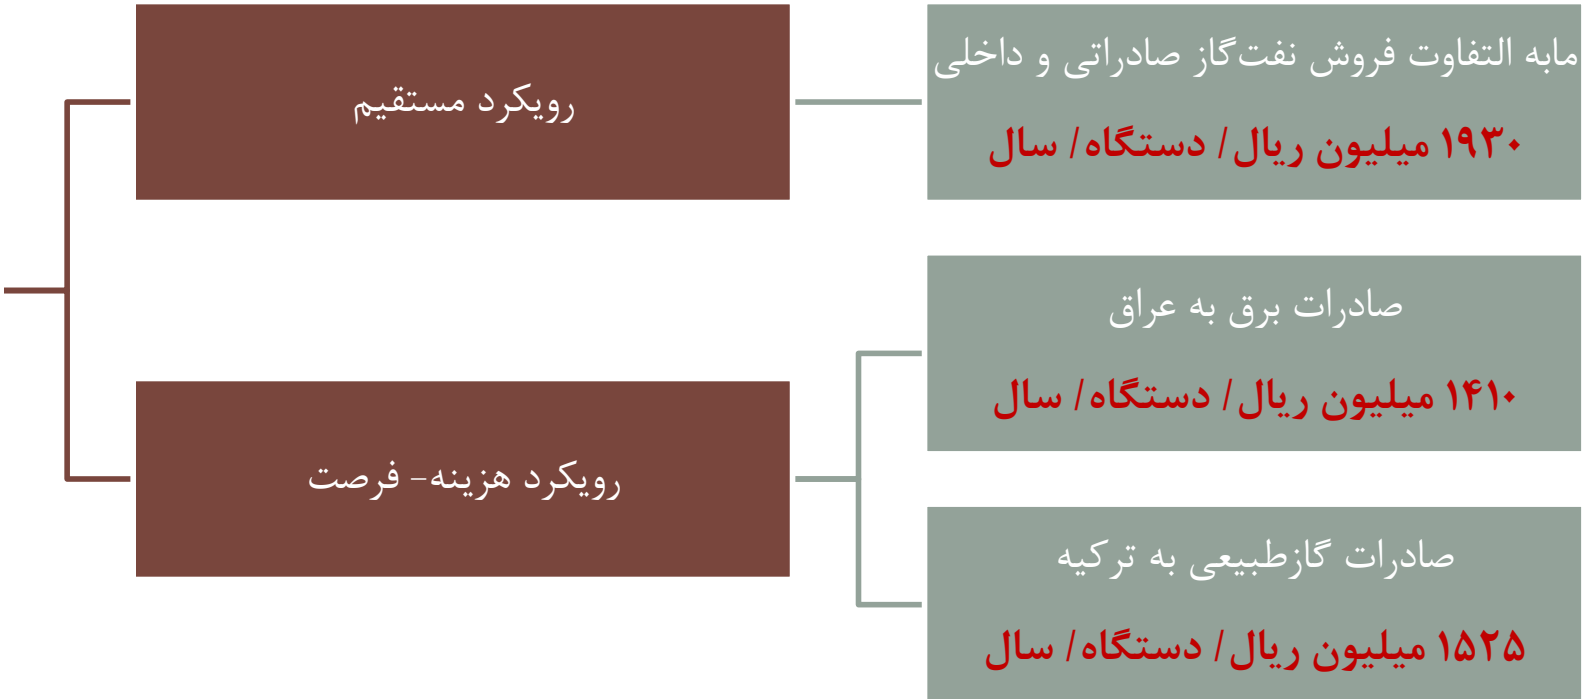 رویکرد مستقیم
مابه التفاوت فروش نفت‌گاز صادراتی و داخلی
۱۹۳۰ میلیون ریال/ دستگاه/ سال
رویکرد هزینه- فرصت
صادرات برق به عراق
۱۴۱۰ میلیون ریال/ دستگاه/ سال
صادرات گازطبیعی به ترکیه
۱۵۲۵ میلیون ریال/ دستگاه/ سال